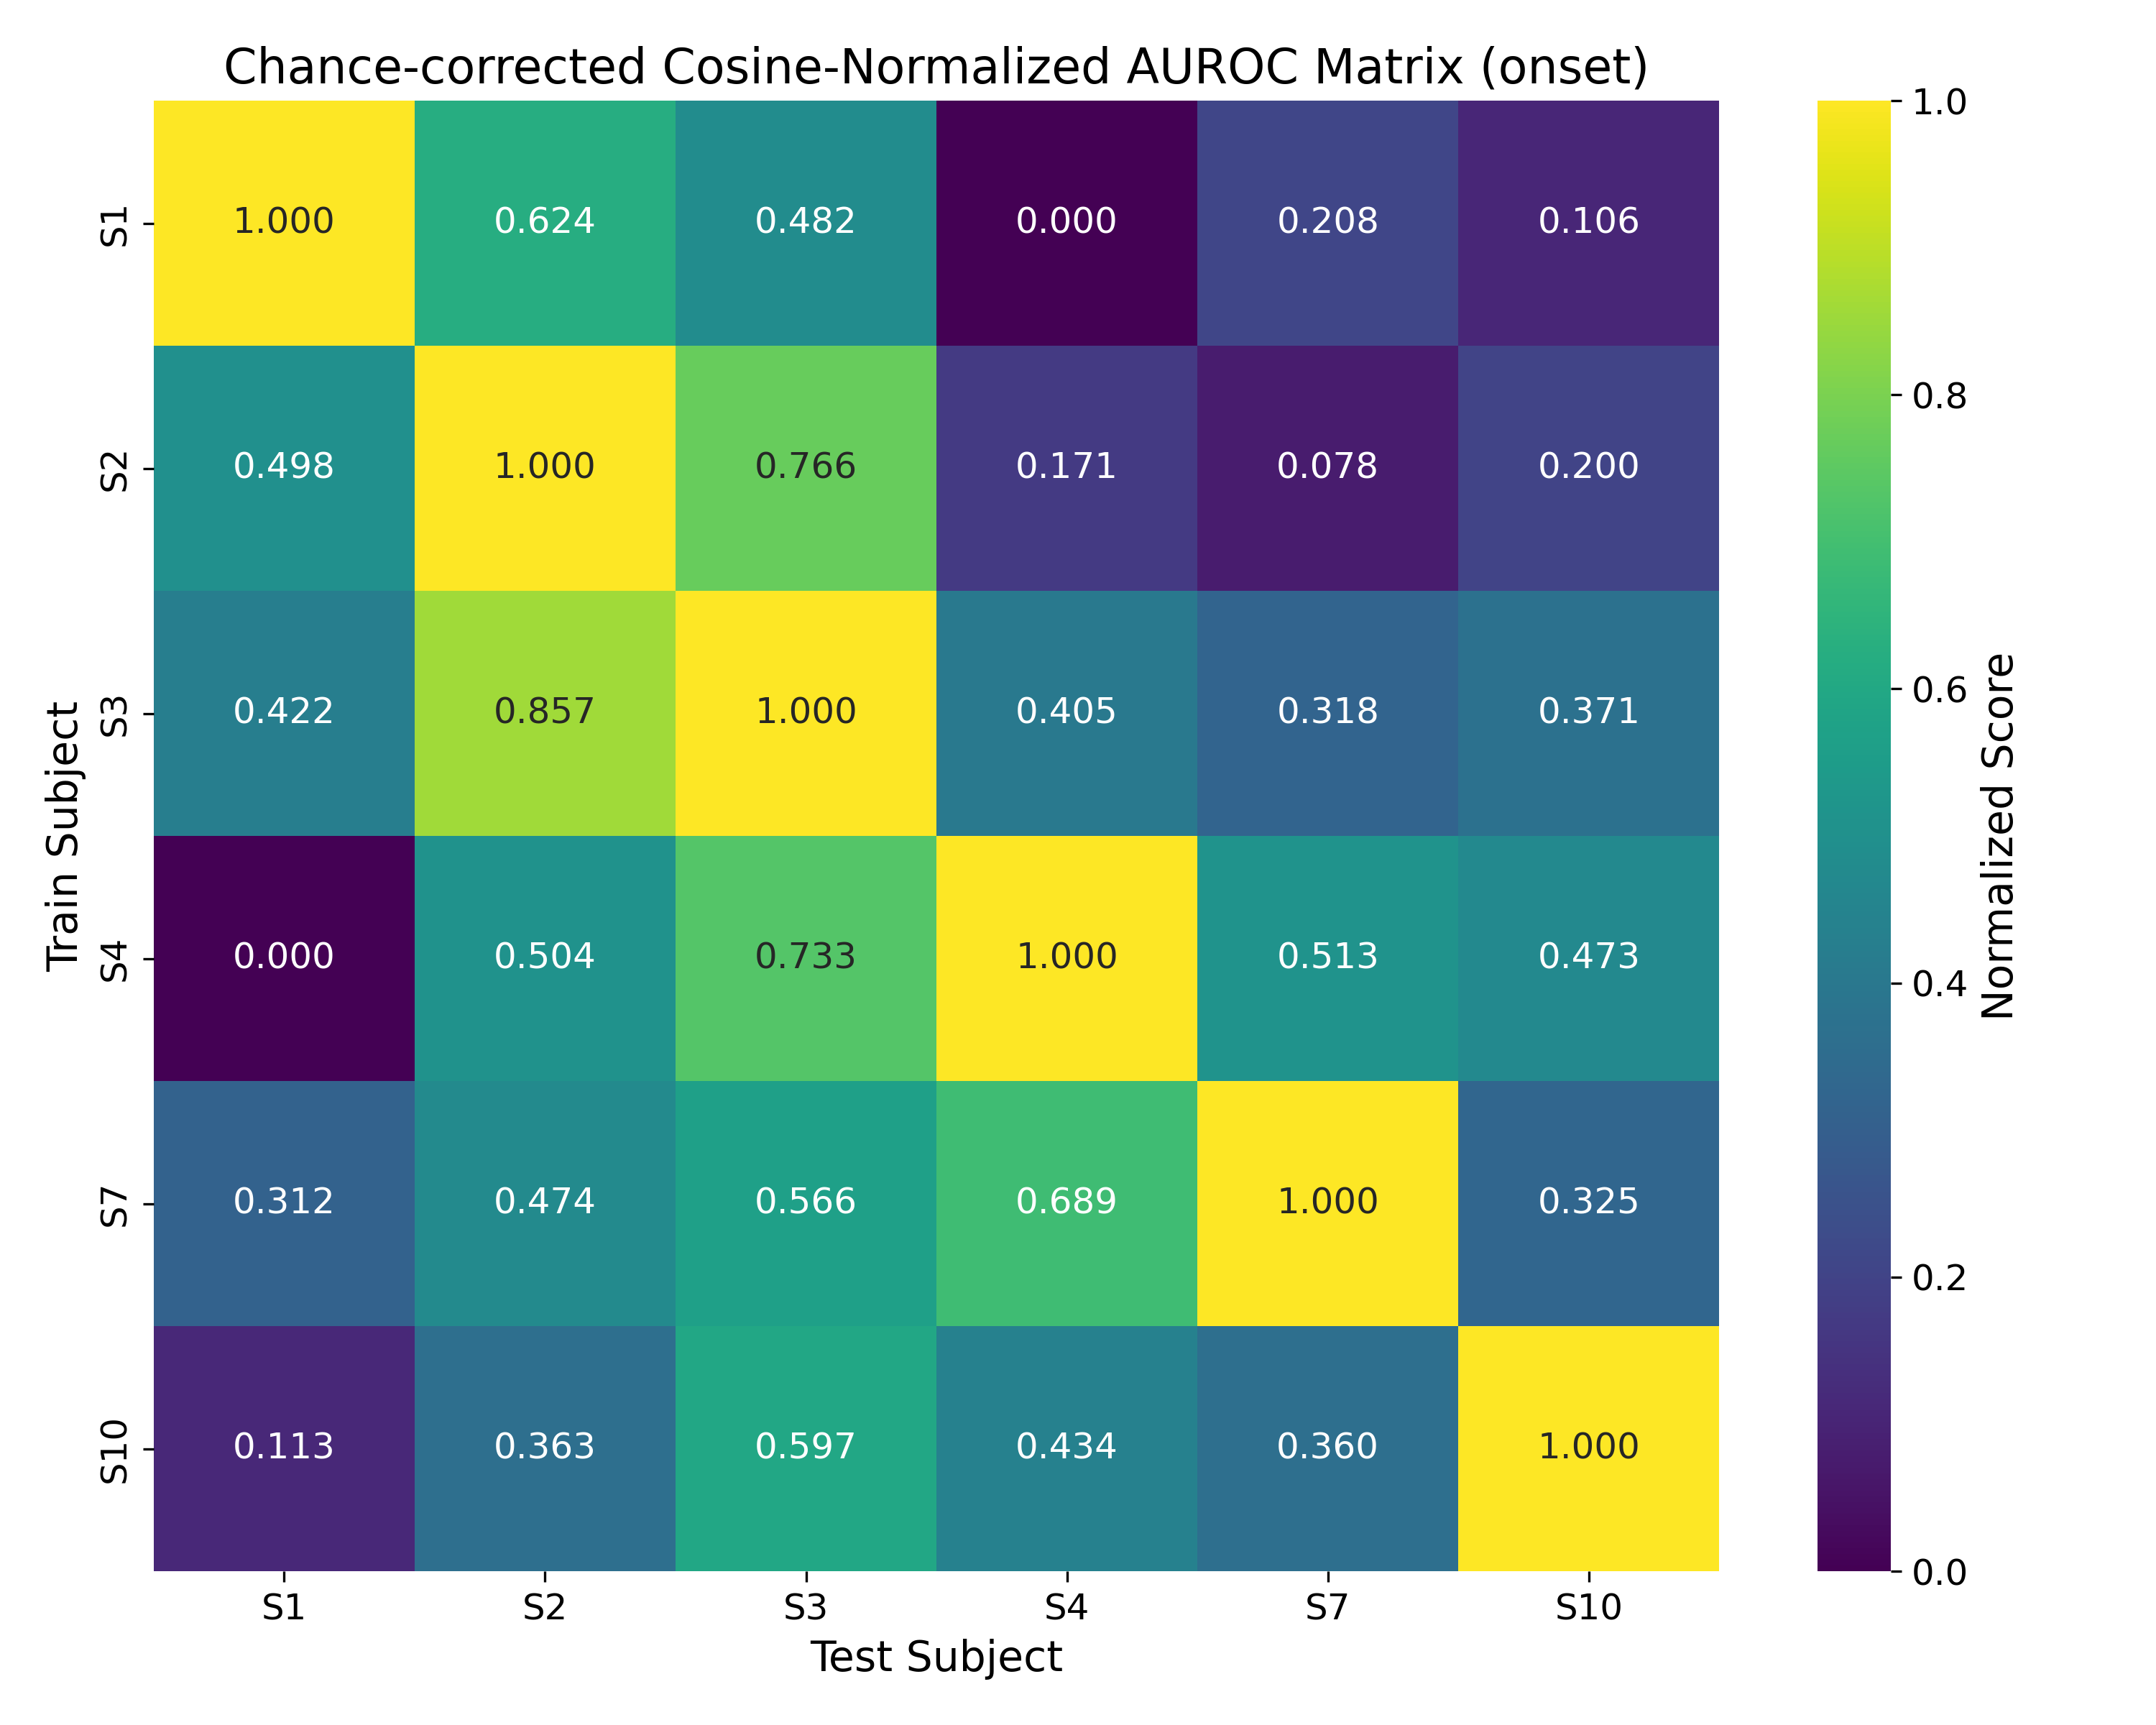 Chance-corrected Cosine-Normalized AUROC Matrix (onset)
Train Subject
S1 1.000 0.624 0.482 0.000 0.208 0.106
S2 0.498 1.000 0.766 0.171 0.078 0.200
S3 0.422 0.857 1.000 0.405 0.318 0.371
S4 0.000 0.504 0.733 1.000 0.513 0.473
S7 0.312 0.474 0.566 0.689 1.000 0.325
S10 0.113 0.363 0.597 0.434 0.360 1.000
S1 S2 S3 S4 S7 S10
Test Subject
1.0
0.8
0.6
0.4
0.2
0.0
Normalized Score